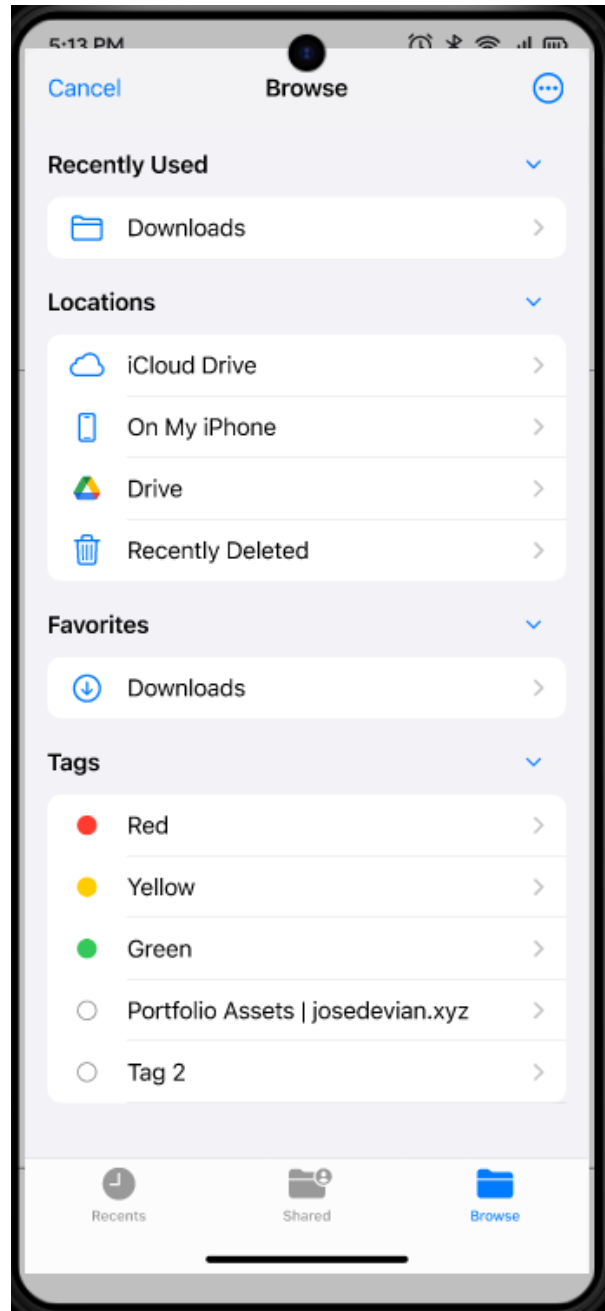 5:13 PM
Cancel
Browse
Recently Used
Downloads
Locations
iCloud Drive
On My iPhone
Drive
Recently Deleted
Favorites
Downloads
Tags
Red
Yellow
Green
Portfolio Assets | josedevian.xyz
Tag 2
Recents
Shared
Browse